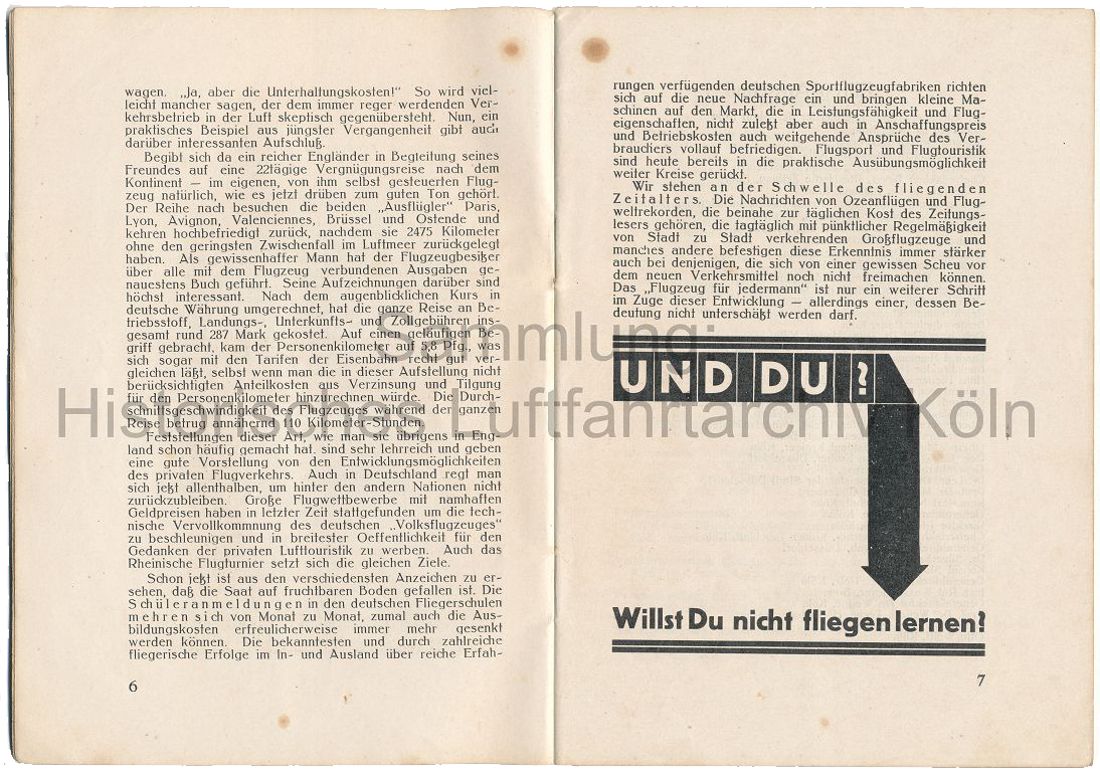 wagen. „Ja, aber die Unterhaltungskosten!“ So wird viel-
leicht mancher sagen, der dem immer reger werdenden Ver-
kehrsbetrieb in der Luft skeptisch gegenübersteht. Nun, ein
praktisches Beispiel aus jüngster Vergangenheit gibt auch
darüber interessanten Aufschluß.
Begibt sich da ein reicher Engländer in Begleitung seines
Freundes auf eine 22tägige Vergnügungsreise nach dem
Kontinent — im eigenen, von ihm selbst gesteuerten Flug-
zeug natürlich, wie es jetzt drüben zum guten Ton gehört.
Der Reihe nach besuchen die beiden „Ausflügler“ Paris,
Lyon, Avignon, Valenciennes, Brüssel und Ostende und
kehren hochbefriedigt zurück, nachdem sie 2475 Kilometer
ohne den geringsten Zwischenfall im Luftmeer zurückgelegt
haben. Als gewissenhafter Mann hat der Flugzeugbesitzer
über alle mit dem Flugzeug verbundenen Ausgaben ge-
nauestens Buch geführt. Seine Aufzeichnungen darüber sind
höchst interessant. Nach dem augenblicklichen Kurs in
deutsche Währung umgerechnet, hat die ganze Reise an Be-
triebsstoff, Landungs-, Unterkunfts- und Zollgebühren ins-
gesamt rund 287 Mark gekostet. Auf einen geläufigen Be-
griff gebracht, kam der Personenkilometer auf 5,8 Pfg., was
sich sogar mit den Tarifen der Eisenbahn recht gut ver-
gleichen läßt, selbst wenn man die in dieser Aufstellung nicht
berücksichtigten Anteilkosten aus Verzinsung und Tilgung
für den Personenkilometer hinzurechnen würde. Die Durch-
schnittsgeschwindigkeit des Flugzeuges während der ganzen
Reise betrug annähernd 110 Kilometer-Stunden.
Feststellungen dieser Art, wie man sie übrigens in Eng-
land schon häufig gemacht hat, sind sehr lehrreich und geben
eine gute Vorstellung von den Entwicklungsmöglichkeiten
des privaten Flugverkehrs. Auch in Deutschland regt man
sich jetzt allenthalben, um hinter den andern Nationen nicht
zurückzubleiben. Große Flugwettbewerbe mit namhaften
Geldpreisen haben in letzter Zeit stattgefunden um die tech-
nische Vervollkommnung des deutschen „Volksflugzeuges“
zu beschleunigen und in breitester Oeffentlichkeit für den
Gedanken der privaten Lufttouristik zu werben. Auch das
Rheinische Flugturnier setzt sich die gleichen Ziele.
Schon jetzt ist aus den verschiedensten Anzeichen zu er-
sehen, daß die Saat auf fruchtbaren Boden gefallen ist. Die
Schüleranmeldungen in den deutschen Fliegerschulen
mehren sich von Monat zu Monat, zumal auch die Aus-
bildungskosten erfreulicherweise immer mehr gesenkt
werden können. Die bekanntesten und durch zahlreiche
fliegerische Erfolge im In- und Ausland über reiche Erfah-
6
rungen verfügenden deutschen Sportflugzeugfabriken richten
sich auf die neue Nachfrage ein und bringen kleine Ma-
schinen auf den Markt, die in Leistungsfähigkeit und Flug-
eigenschaften, nicht zuletzt aber auch in Anschaffungspreis
und Betriebskosten auch weitgehende Ansprüche des Ver-
brauchers vollauf befriedigen. Flugsport und Flugtouristik
sind heute bereits in die praktische Ausübungsmöglichkeit
weiter Kreise gerückt.
Wir stehen an der Schwelle des fliegenden
Zeitalters. Die Nachrichten von Ozeanflügen und Flug-
weltrekorden, die beinahe zur täglichen Kost des Zeitungs-
lesers gehören, die tagtäglich mit pünktlicher Regelmäßigkeit
von Stadt zu Stadt verkehrenden Großflugzeuge und
manches andere befestigen diese Erkenntnis immer stärker
auch bei denjenigen, die sich von einer gewissen Scheu vor
dem neuen Verkehrsmittel noch nicht freimachen können.
Das „Flugzeug für jedermann“ ist nur ein weiterer Schritt
im Zuge dieser Entwicklung — allerdings einer, dessen Be-
deutung nicht unterschätzt werden darf.
UND DU?
Willst Du nicht fliegen lernen?
7
Sammlung:
Historisches Luftfahrtarchiv Köln